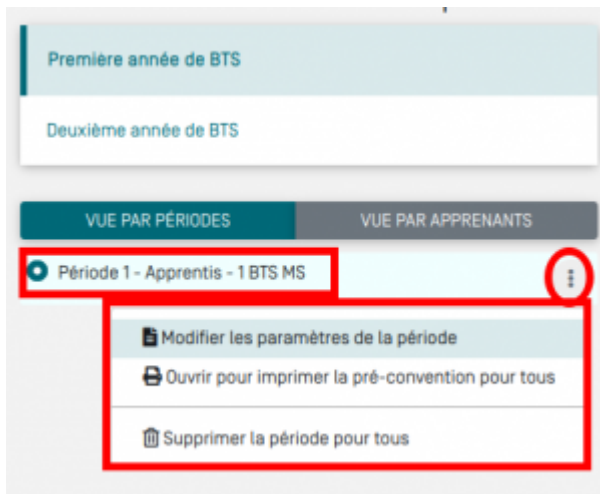 Première année de BTS
Deuxième année de BTS
VUE PAR PÉRIODES
VUE PAR APPRENANTS
Période 1 - Apprentis - 1 BTS MS
Modifier les paramètres de la période
Ouvrir pour imprimer la pré-convention pour tous
Supprimer la période pour tous